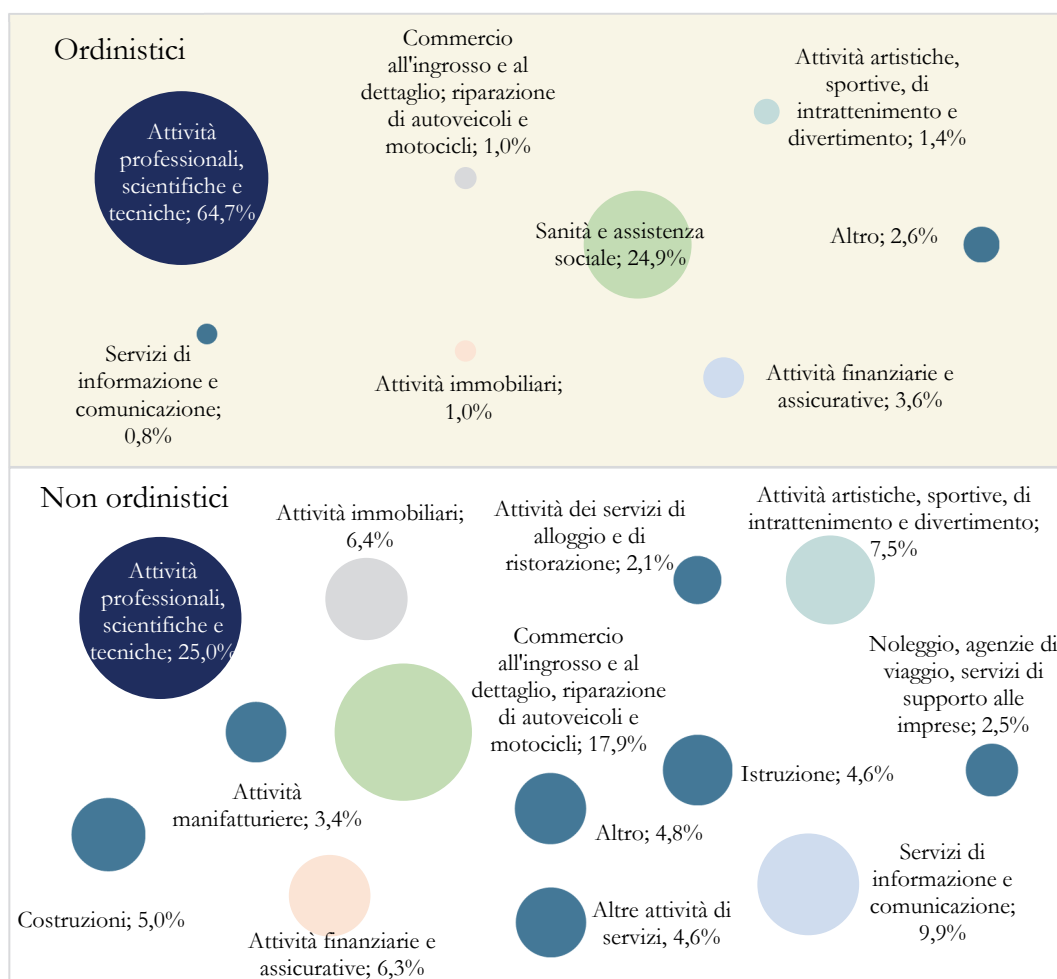 Ordinistici
Attività
professionali,
scientifiche e
tecniche; 64,7%
Commercio
all'ingrosso e al
dettaglio; riparazione
di autoveicoli e
motocicli; 1,0%
Attività artistiche,
sportive, di
intrattenimento e
divertimento; 1,4%
Sanità e assistenza
sociale; 24,9%
Altro; 2,6%
Servizi di
informazione e
comunicazione;
0,8%
Attività immobiliari;
1,0%
Attività finanziarie e
assicurative; 3,6%
Non ordinistici
Attività
professionali,
scientifiche e
tecniche; 25,0%
Attività immobiliari;
6,4%
Attività dei servizi di
alloggio e di
ristorazione; 2,1%
Attività artistiche, sportive, di
intrattenimento e divertimento;
7,5%
Commercio
all'ingrosso e al
dettaglio, riparazione
di autoveicoli e
motocicli; 17,9%
Noleggio, agenzie di
viaggio, servizi di
supporto alle
imprese; 2,5%
Attività
manifatturiere; 3,4%
Istruzione; 4,6%
Altro; 4,8%
Costruzioni; 5,0%
Attività finanziarie e
assicurative; 6,3%
Altre attività di
servizi, 4,6%
Servizi di
informazione e
comunicazione;
9,9%